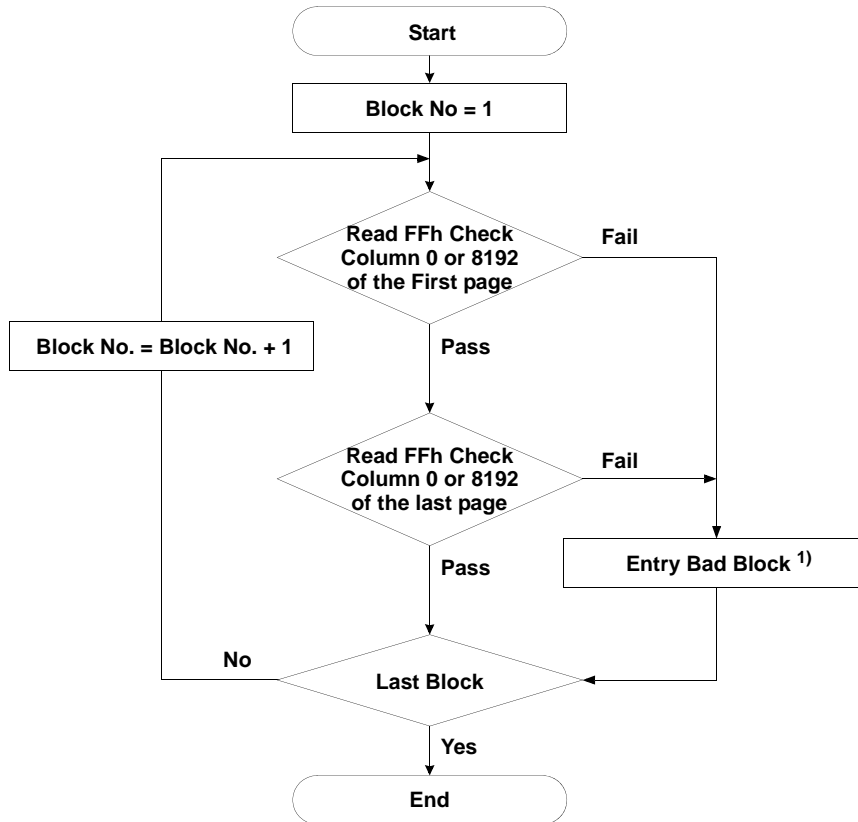 Start
Block No = 1
Read FFh Check
Column 0 or 8192
of the First page
Fail
Pass
Block No. = Block No. + 1
Read FFh Check
Column 0 or 8192
of the last page
Fail
Pass
Entry Bad Block 1)
No
Last Block
Yes
End